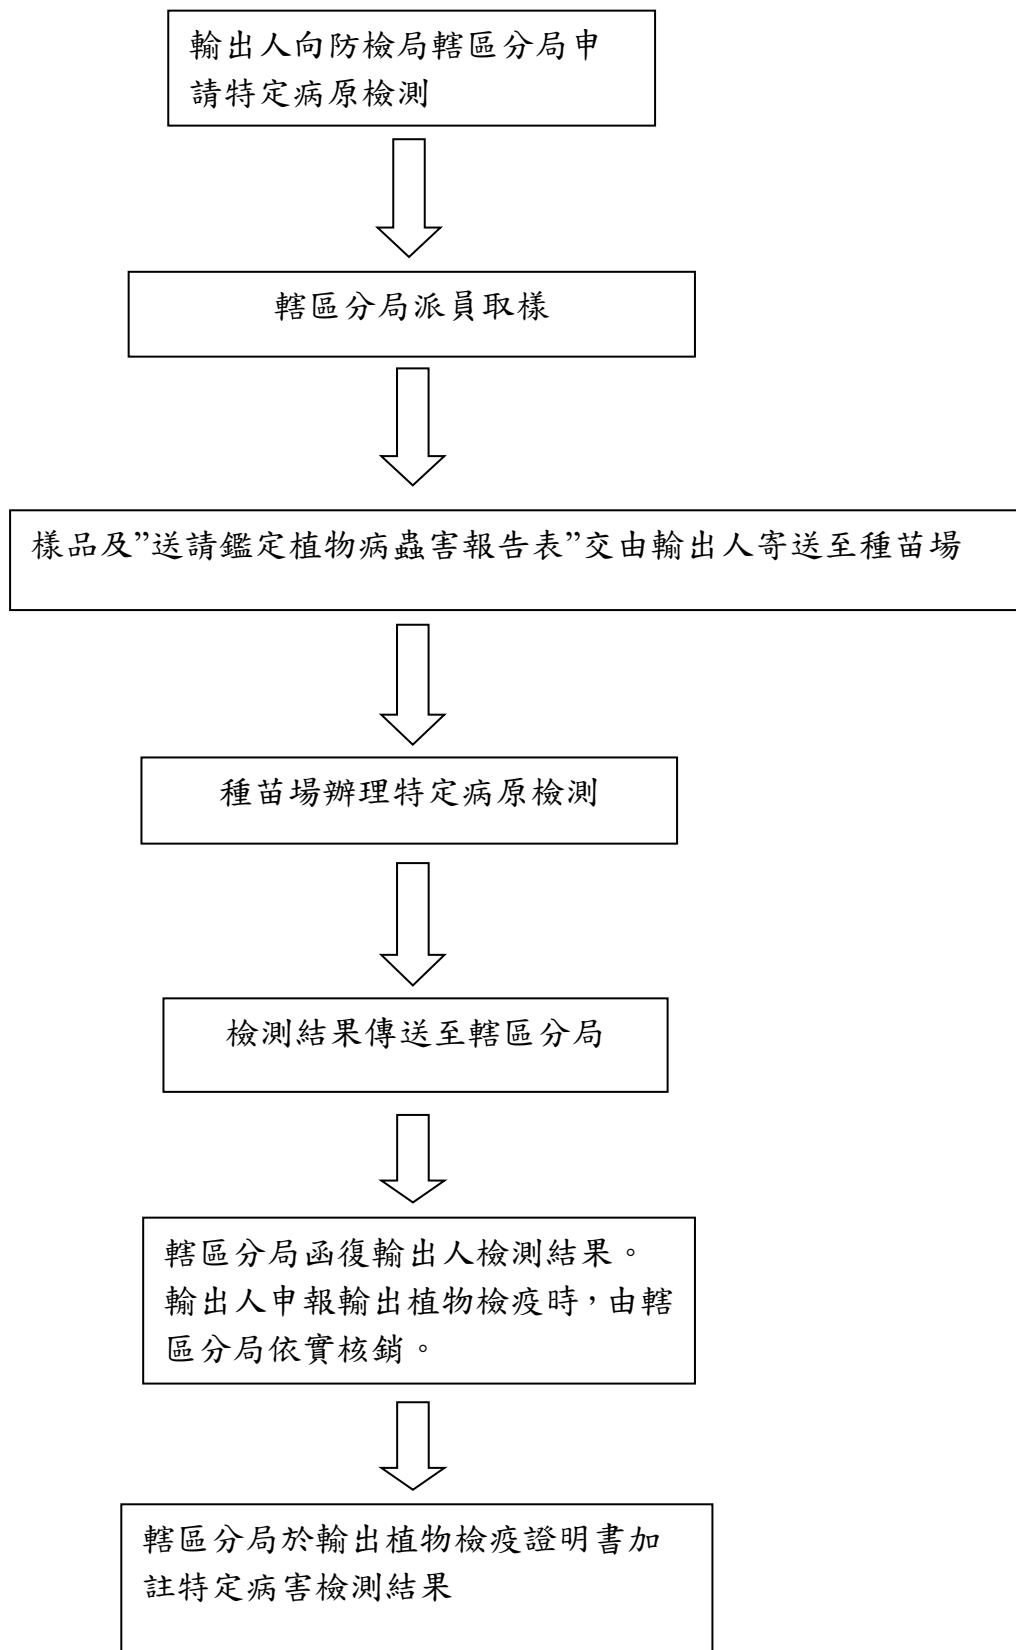 輸出人向防檢局轄區分局申
請特定病原檢測
轄區分局派員取樣
樣品及”送請鑑定植物病蟲害報告表”交由輸出人寄送至種苗場
種苗場辦理特定病原檢測
檢測結果傳送至轄區分局
轄區分局函復輸出人檢測結果。
輸出人申報輸出植物檢疫時，由轄
區分局依實核銷。
轄區分局於輸出植物檢疫證明書加
註特定病害檢測結果